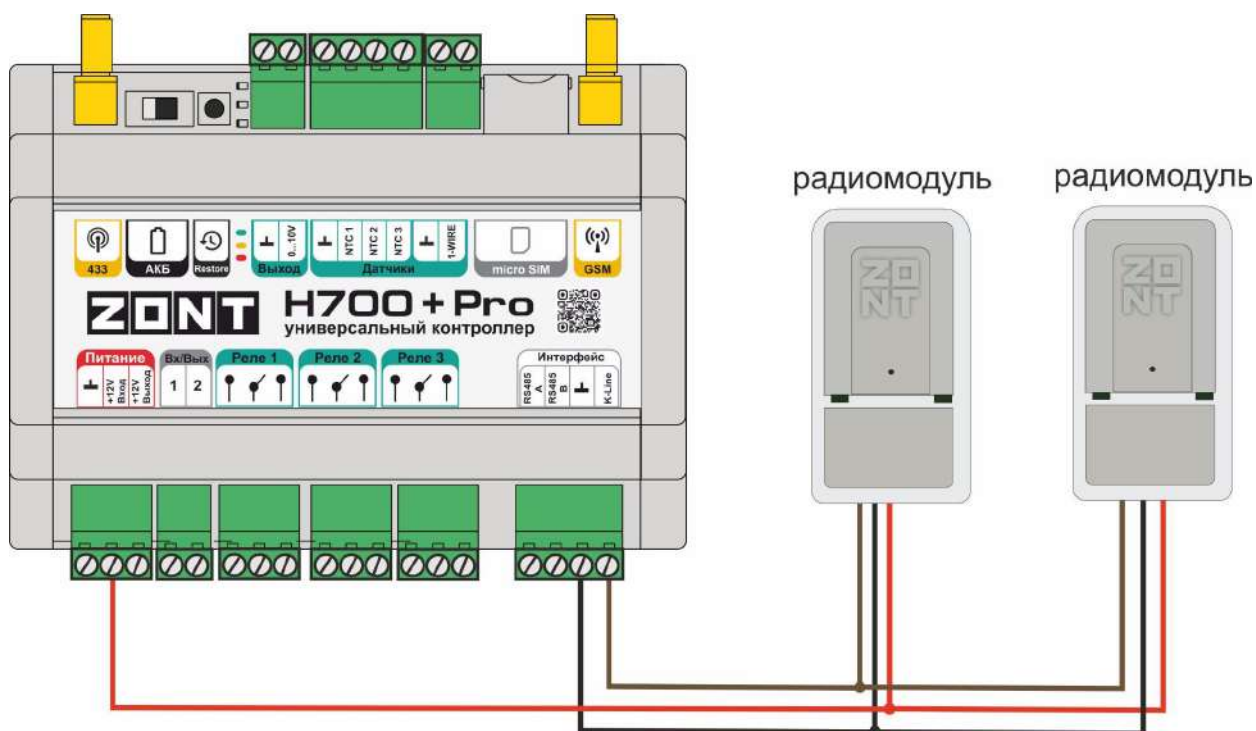 радиомодуль
радиомодуль
433
АКБ
Restore
0...10V
Выход
NTC 1
NTC 2
NTC 3
1-WIRE
Датчики
micro SIM
GSM
ZONT
H700+Pro
универсальный контроллер
Питание
+12V Вход
+12V Выход
Вх/Вых
1 2
Реле 1
Реле 2
Реле 3
Интерфейс
RS485 A
RS485 B
K-Line
ZONT
ZONT